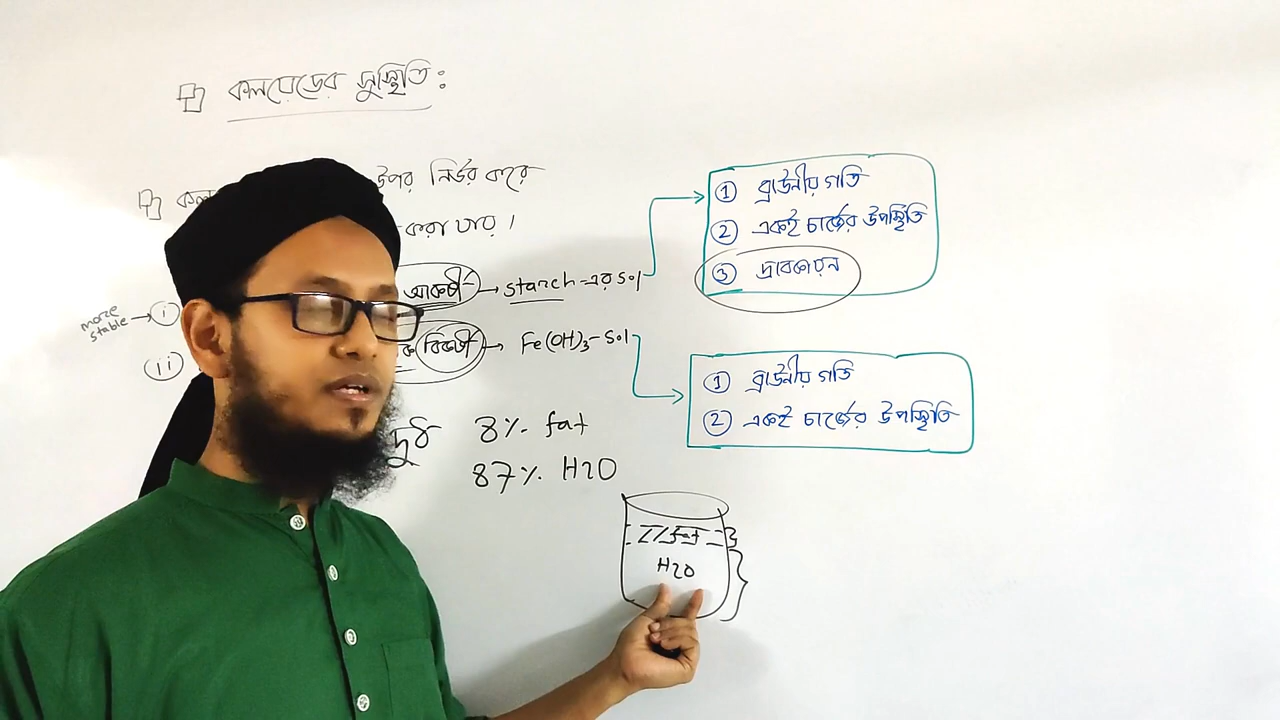 কলয়েডের সুস্থিতি:
কল উপর নির্ভর করে
করা যায়।
more stable → i আকর্ষী → starch-এর sol
ii বিকর্ষী → Fe(OH)3-sol
① ব্রাউনীয় গতি
② একই চার্জের উপস্থিতি
③ দ্রাবকায়ন
① ব্রাউনীয় গতি
② একই চার্জের উপস্থিতি
দুধ 8% fat
87% H2O
fat
H2O